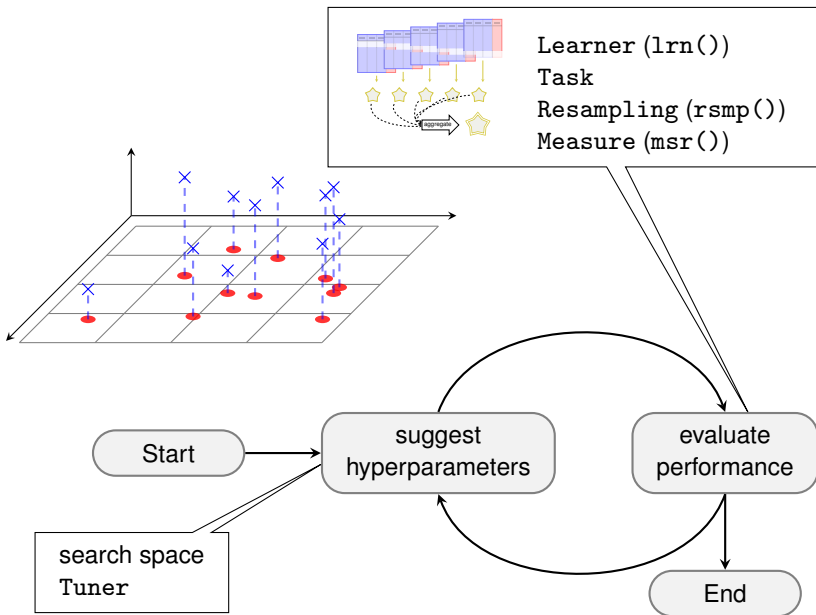 Learner (lrn())
Task
Resampling (rsmp())
Measure (msr())
aggregate
suggest
hyperparameters
evaluate
performance
Start
search space
Tuner
End